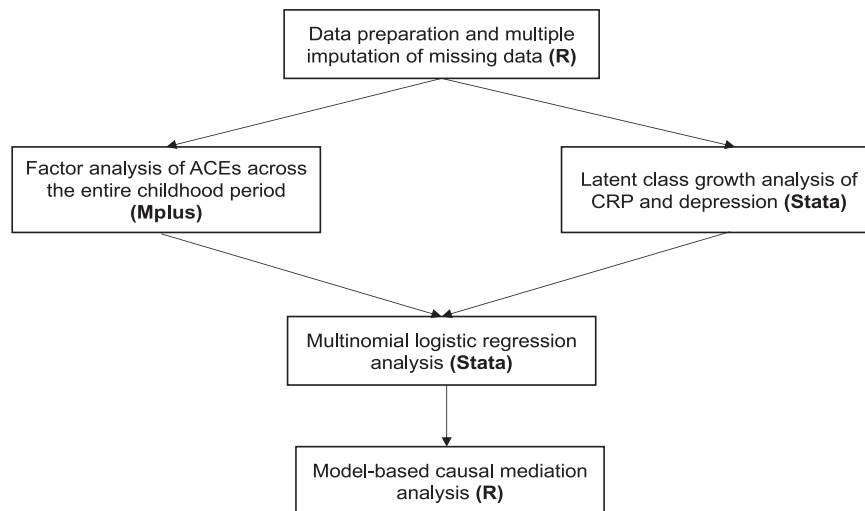 Data preparation and multiple
imputation of missing data (R)
Factor analysis of ACEs across
the entire childhood period
(Mplus)
Latent class growth analysis of
CRP and depression (Stata)
Multinomial logistic regression
analysis (Stata)
Model-based causal mediation
analysis (R)